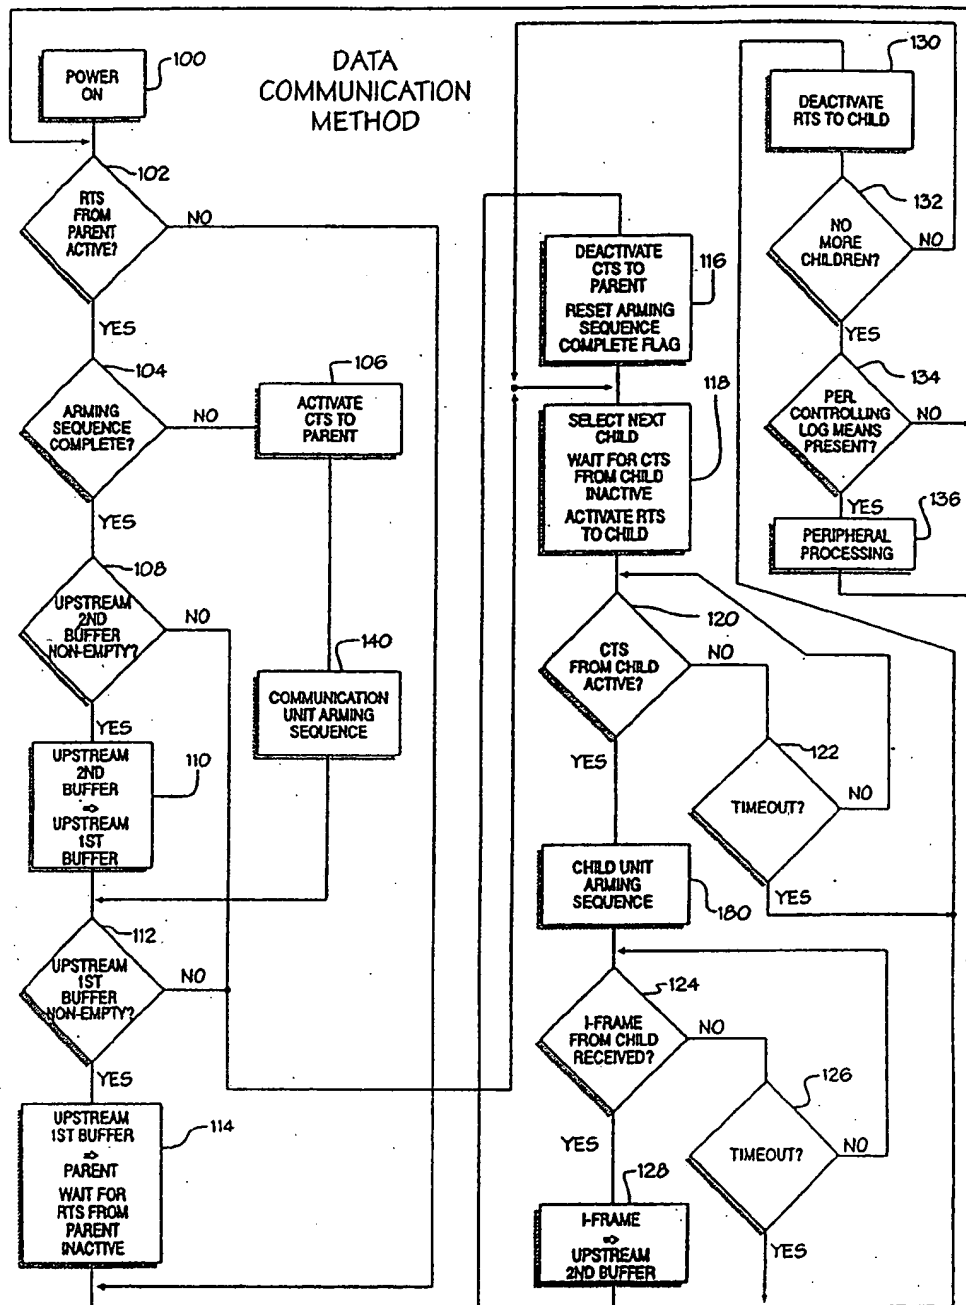 DATA
COMMUNICATION
METHOD
100
POWER
ON
102
RTS
FROM
PARENT
ACTIVE?
NO
YES
104
ARMING
SEQUENCE
COMPLETE?
NO
YES
106
ACTIVATE
CTS TO
PARENT
108
UPSTREAM
2ND
BUFFER
NON-EMPTY?
NO
YES
140
COMMUNICATION
UNIT ARMING
SEQUENCE
110
UPSTREAM
2ND
BUFFER
=>
UPSTREAM
1ST
BUFFER
112
UPSTREAM
1ST
BUFFER
NON-EMPTY?
NO
YES
114
UPSTREAM
1ST BUFFER
=>
PARENT
WAIT FOR
RTS FROM
PARENT
INACTIVE
116
DEACTIVATE
CTS TO
PARENT
RESET ARMING
SEQUENCE
COMPLETE FLAG
118
SELECT NEXT
CHILD
WAIT FOR CTS
FROM CHILD
INACTIVE
ACTIVATE RTS
TO CHILD
120
CTS
FROM CHILD
ACTIVE?
NO
YES
122
TIMEOUT?
NO
YES
CHILD UNIT
ARMING
SEQUENCE
180
124
I-FRAME
FROM CHILD
RECEIVED?
NO
YES
126
TIMEOUT?
NO
YES
128
I-FRAME
=>
UPSTREAM
2ND BUFFER
130
DEACTIVATE
RTS TO CHILD
132
NO
MORE
CHILDREN?
NO
YES
134
PER.
CONTROLLING
LOG MEANS
PRESENT?
NO
YES
136
PERIPHERAL
PROCESSING